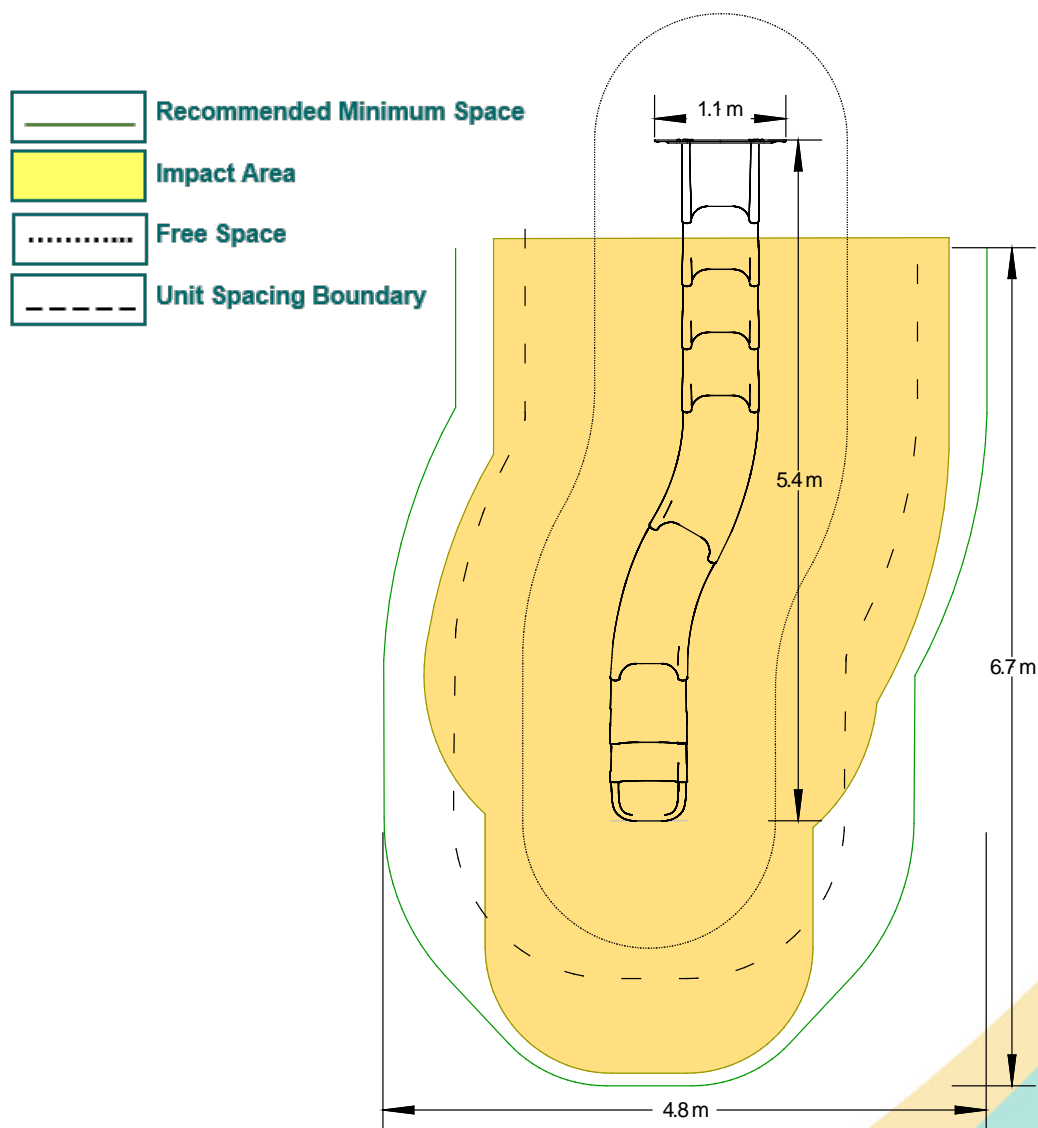 Recommended Minimum Space
Impact Area
Free Space
Unit Spacing Boundary
1.1 m
5.4 m
6.7 m
4.8 m